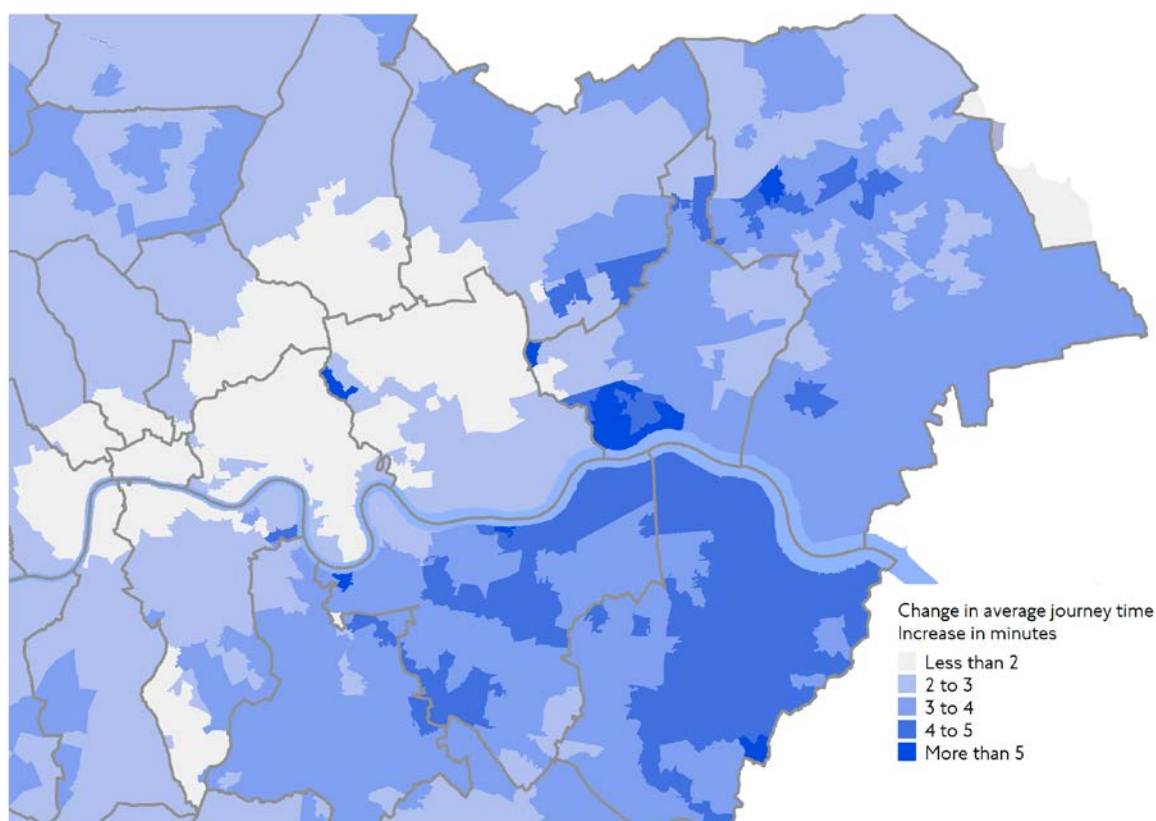 Change in average journey time
Increase in minutes
Less than 2
2 to 3
3 to 4
4 to 5
More than 5